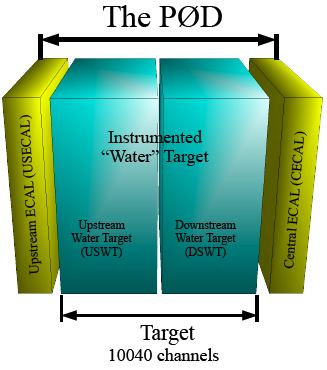 The PØD
Instrumented
“Water” Target
Upstream ECAL (USECAL)
Upstream
Water Target
(USWT)
Downstream
Water Target
(DSWT)
Central ECAL (CECAL)
Target
10040 channels